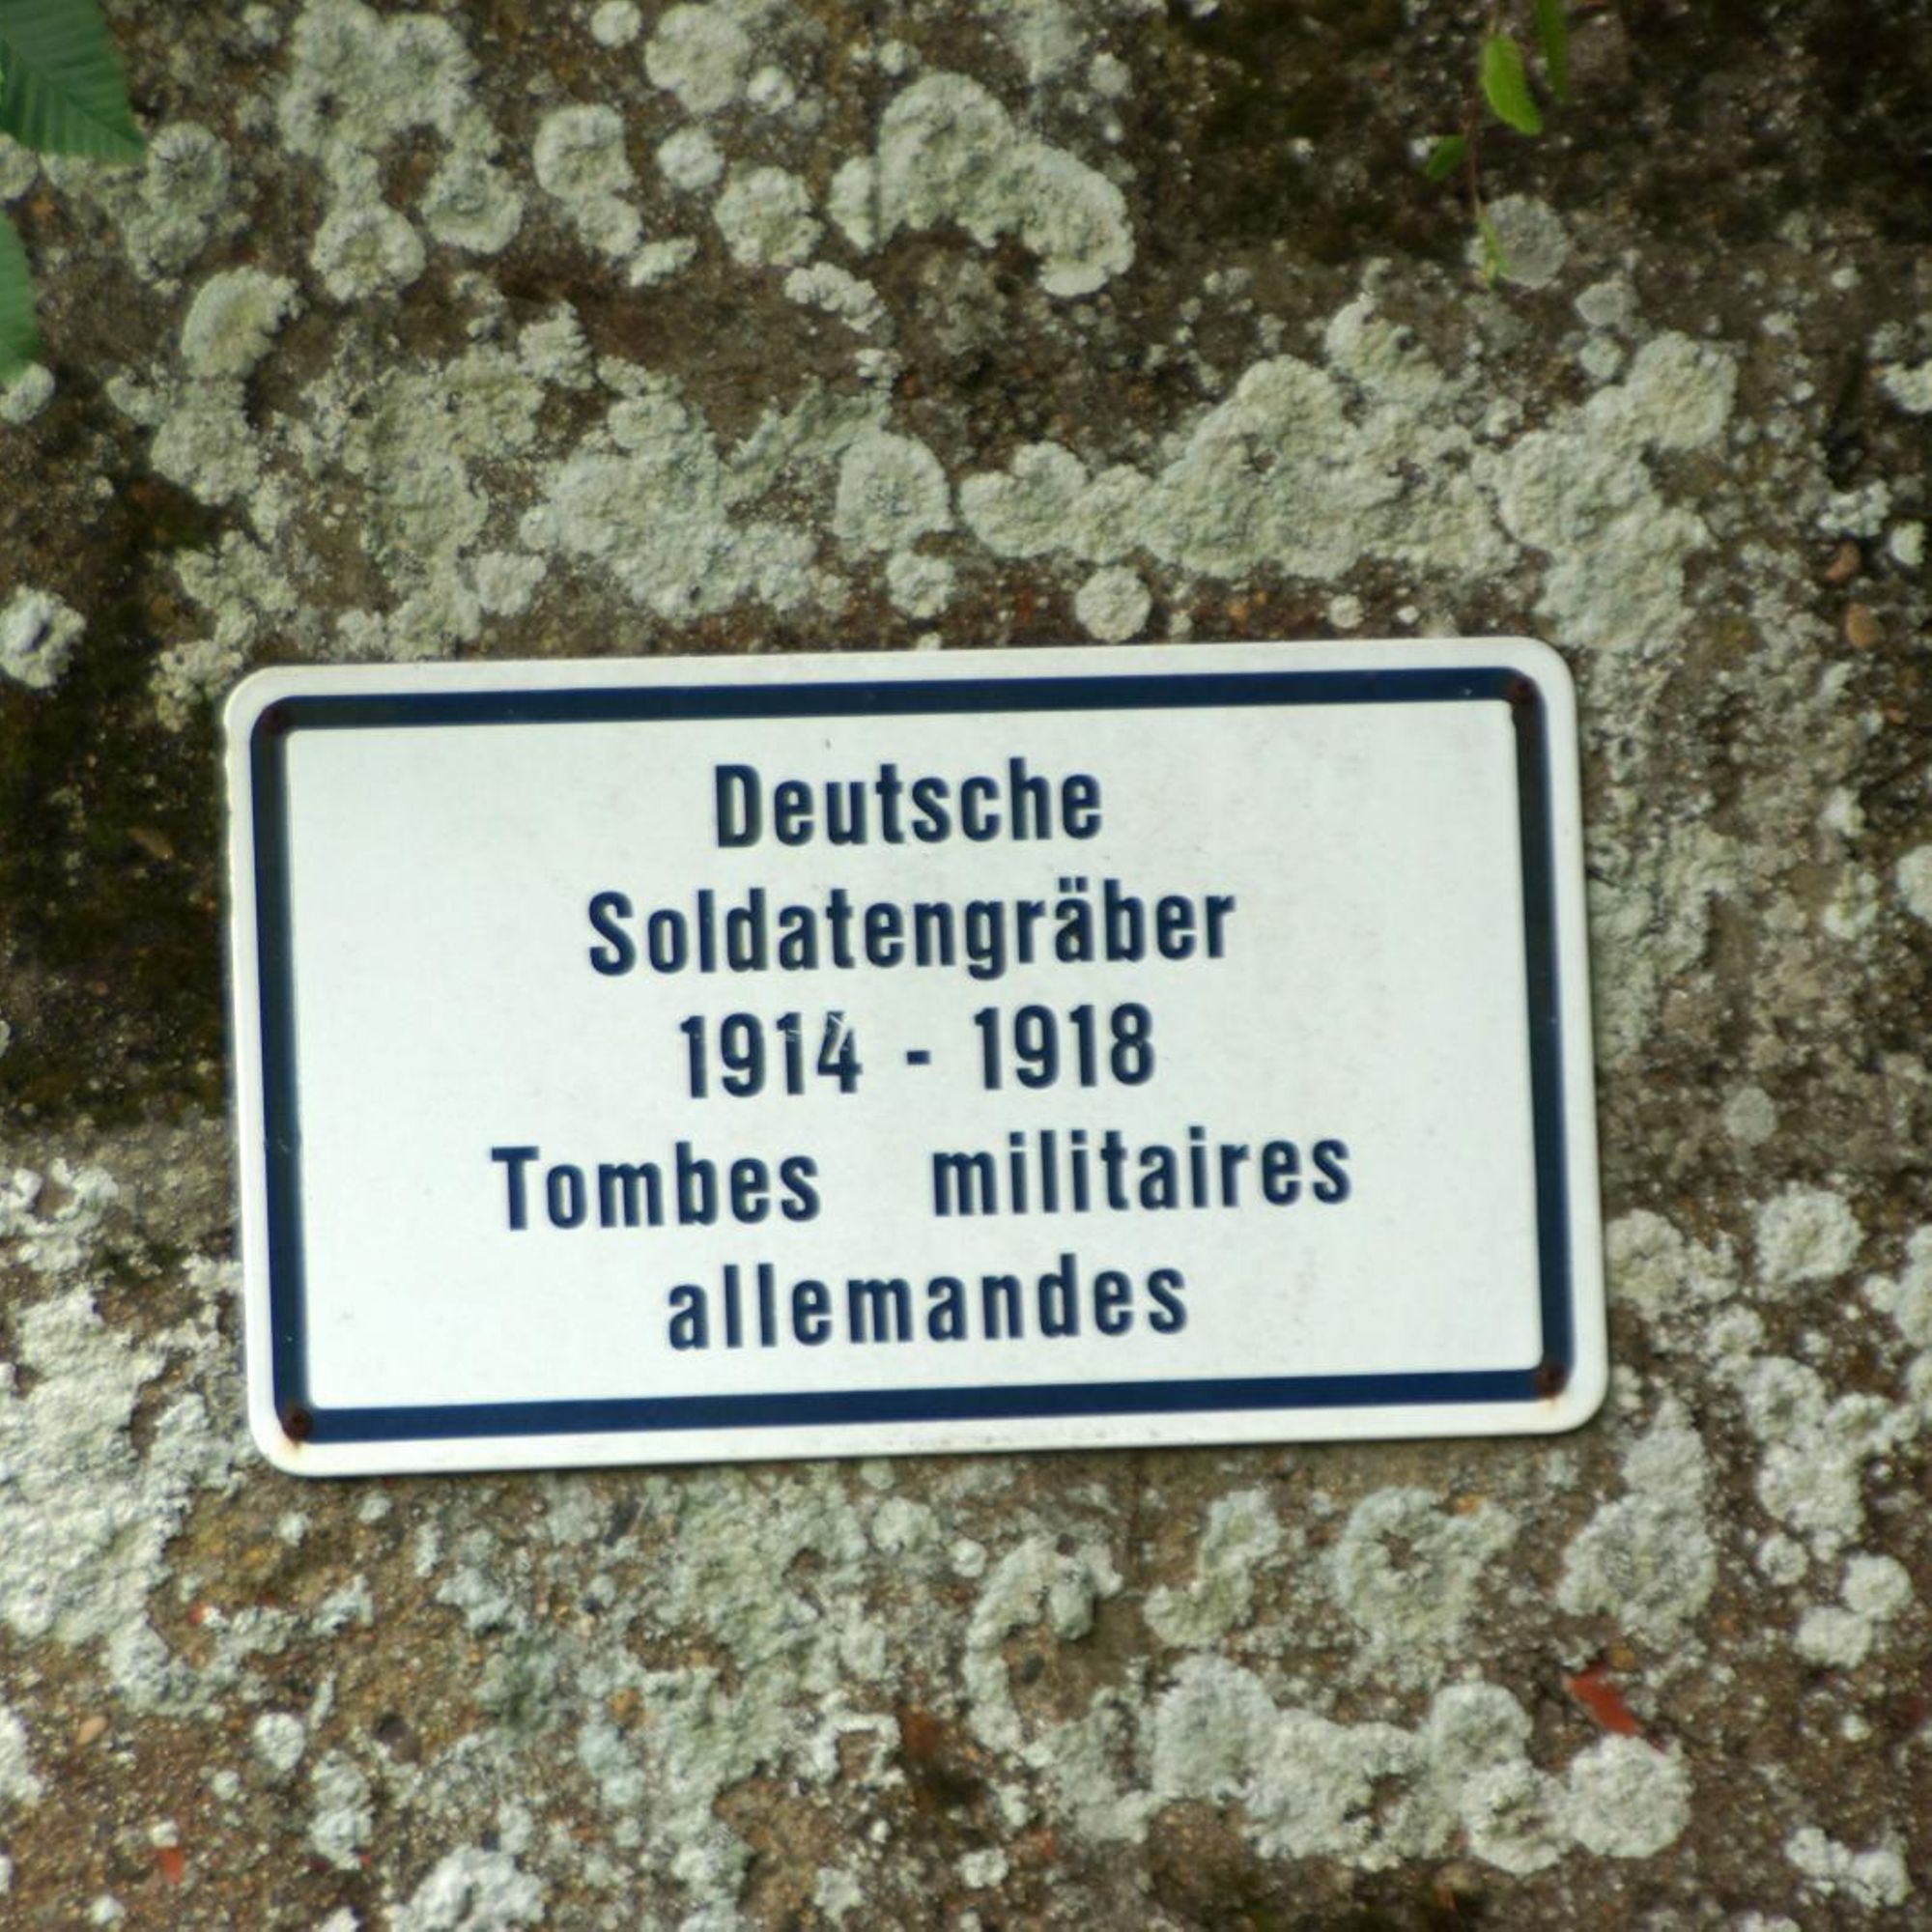 Deutsche
Soldatengräber
1914 - 1918
Tombes militaires
allemandes